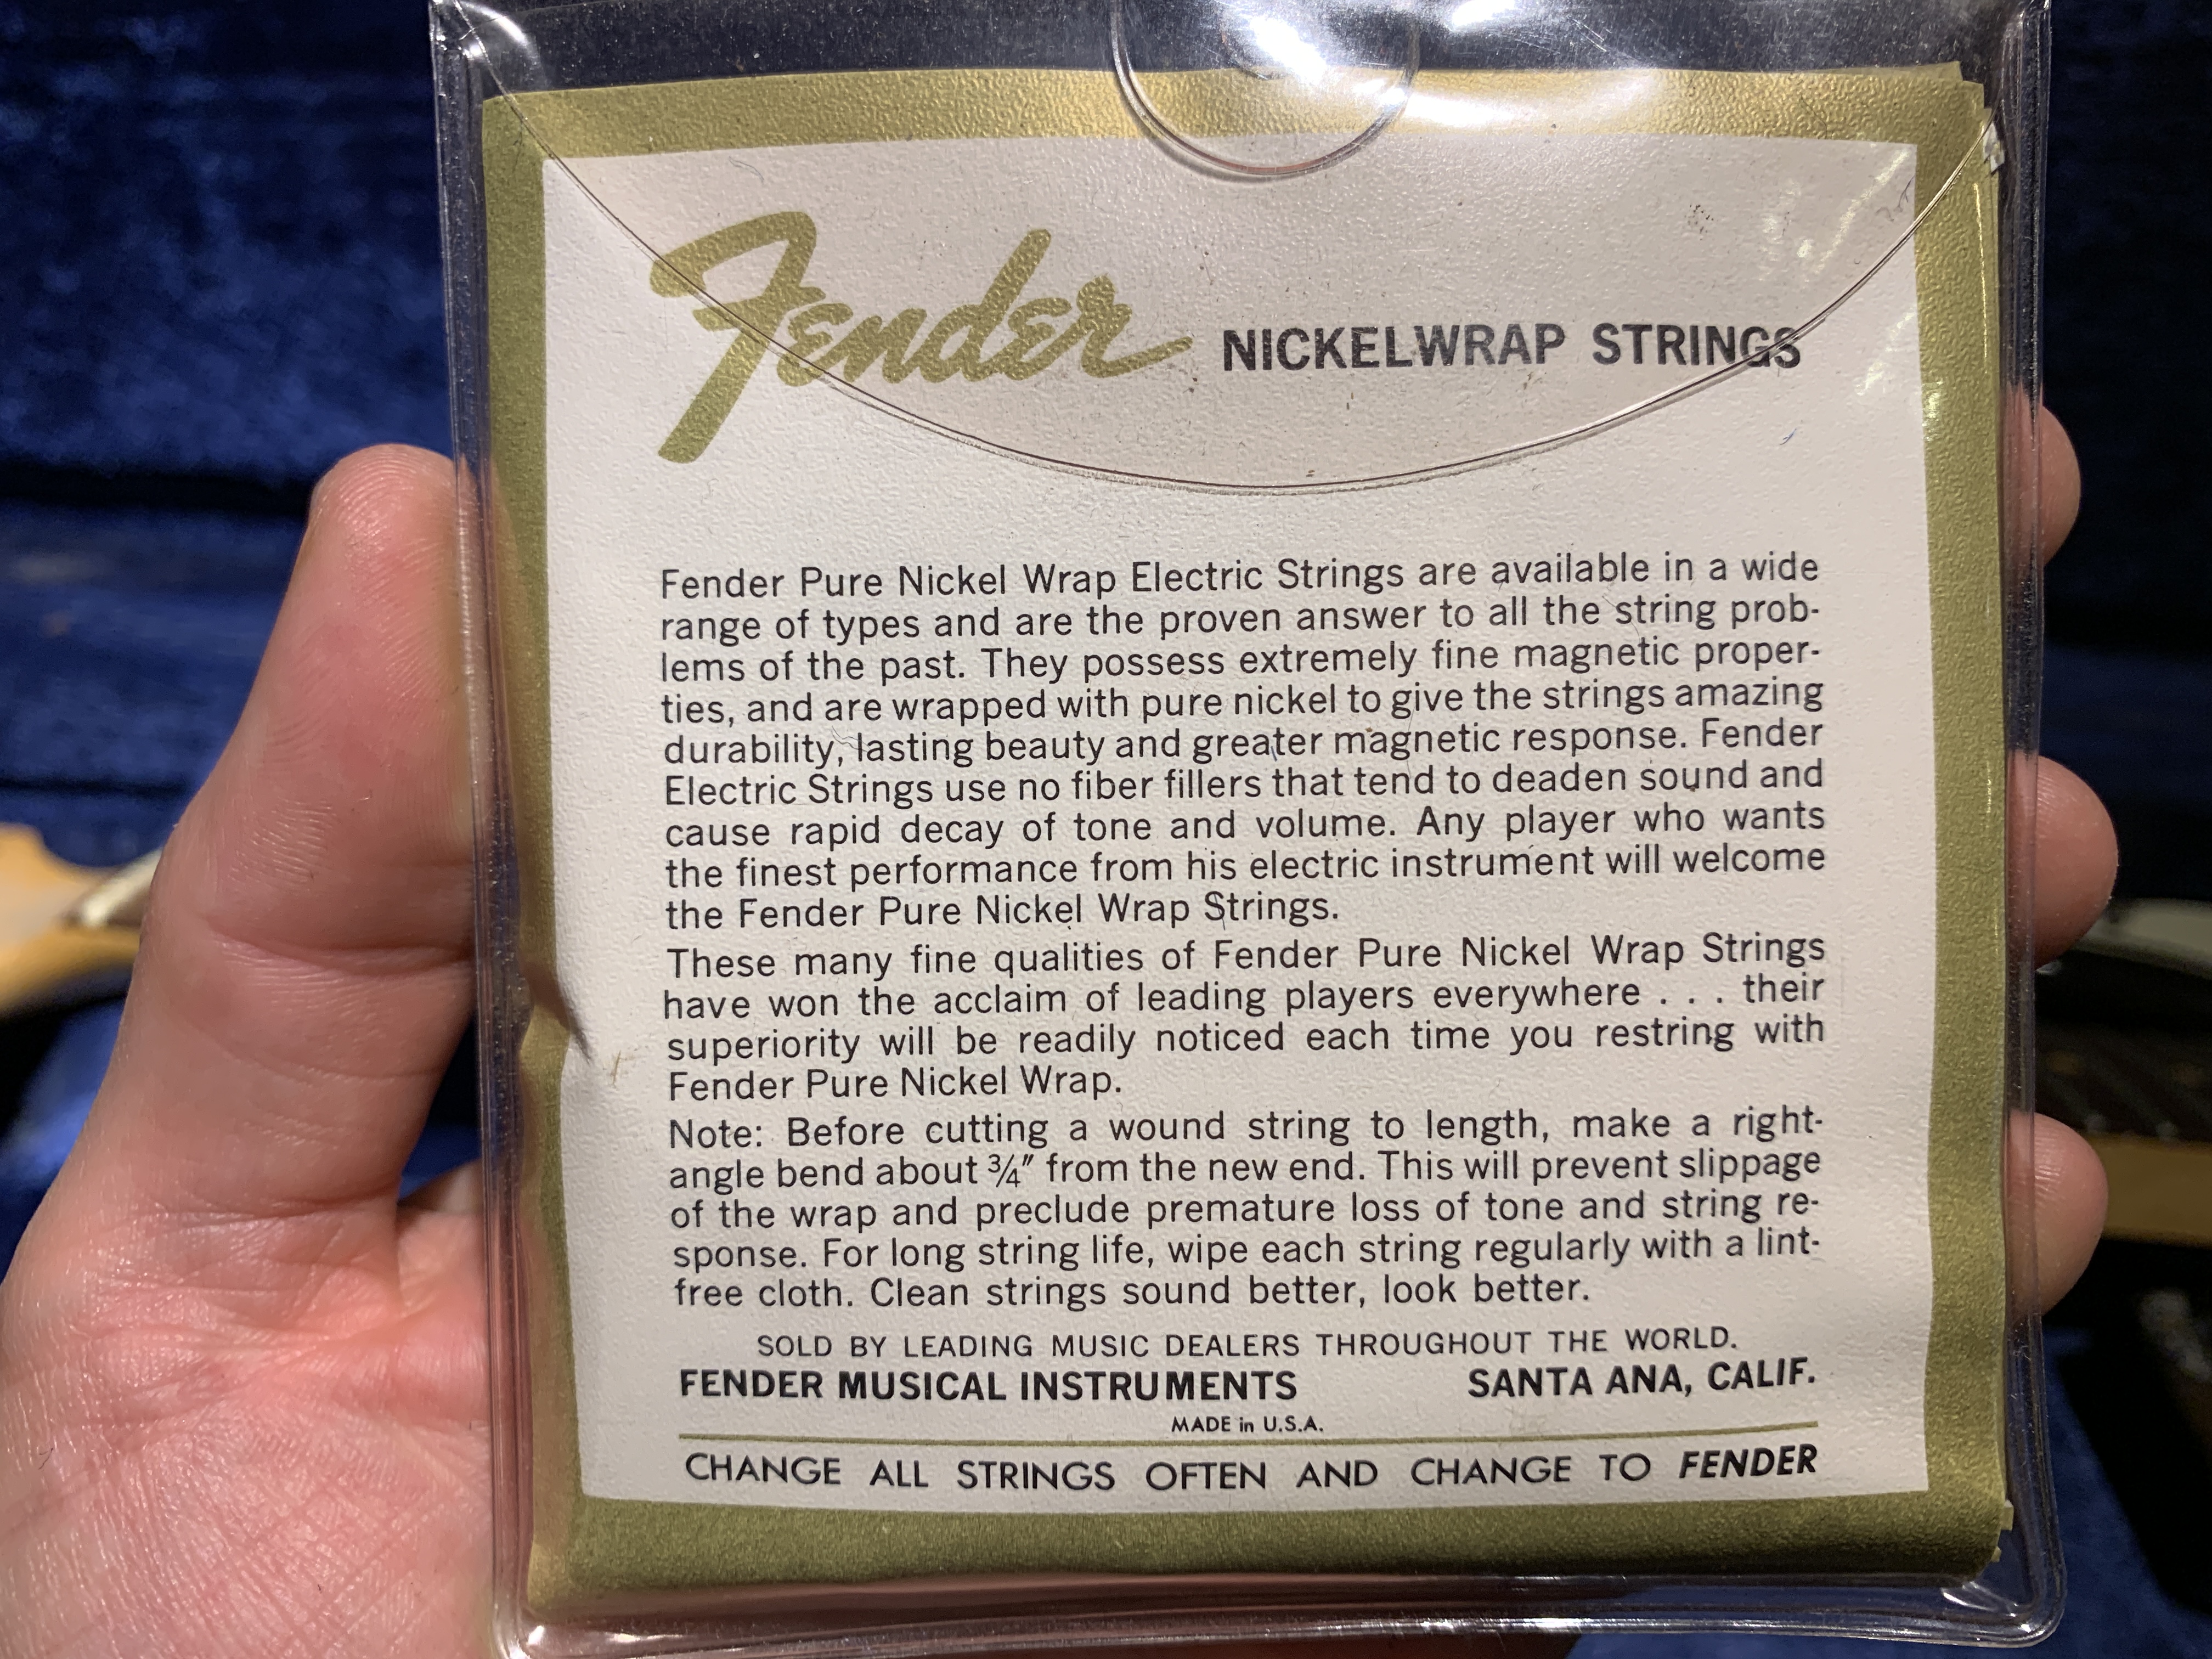 Fender NICKELWRAP STRINGS
Fender Pure Nickel Wrap Electric Strings are available in a wide
range of types and are the proven answer to all the string prob-
lems of the past. They possess extremely fine magnetic proper-
ties, and are wrapped with pure nickel to give the strings amazing
durability, lasting beauty and greater magnetic response. Fender
Electric Strings use no fiber fillers that tend to deaden sound and
cause rapid decay of tone and volume. Any player who wants
the finest performance from his electric instrument will welcome
the Fender Pure Nickel Wrap Strings.
These many fine qualities of Fender Pure Nickel Wrap Strings
have won the acclaim of leading players everywhere . . . their
superiority will be readily noticed each time you restring with
Fender Pure Nickel Wrap.
Note: Before cutting a wound string to length, make a right-
angle bend about ¾″ from the new end. This will prevent slippage
of the wrap and preclude premature loss of tone and string re-
sponse. For long string life, wipe each string regularly with a lint-
free cloth. Clean strings sound better, look better.
SOLD BY LEADING MUSIC DEALERS THROUGHOUT THE WORLD.
FENDER MUSICAL INSTRUMENTS SANTA ANA, CALIF.
MADE in U.S.A.
CHANGE ALL STRINGS OFTEN AND CHANGE TO FENDER